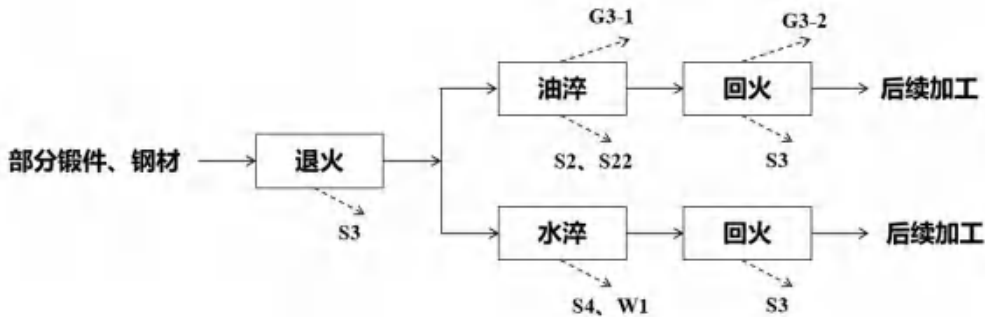 G3-1
G3-2
油淬
回火
后续加工
S2、S22
S3
部分锻件、钢材
退火
S3
水淬
回火
后续加工
S4、W1
S3